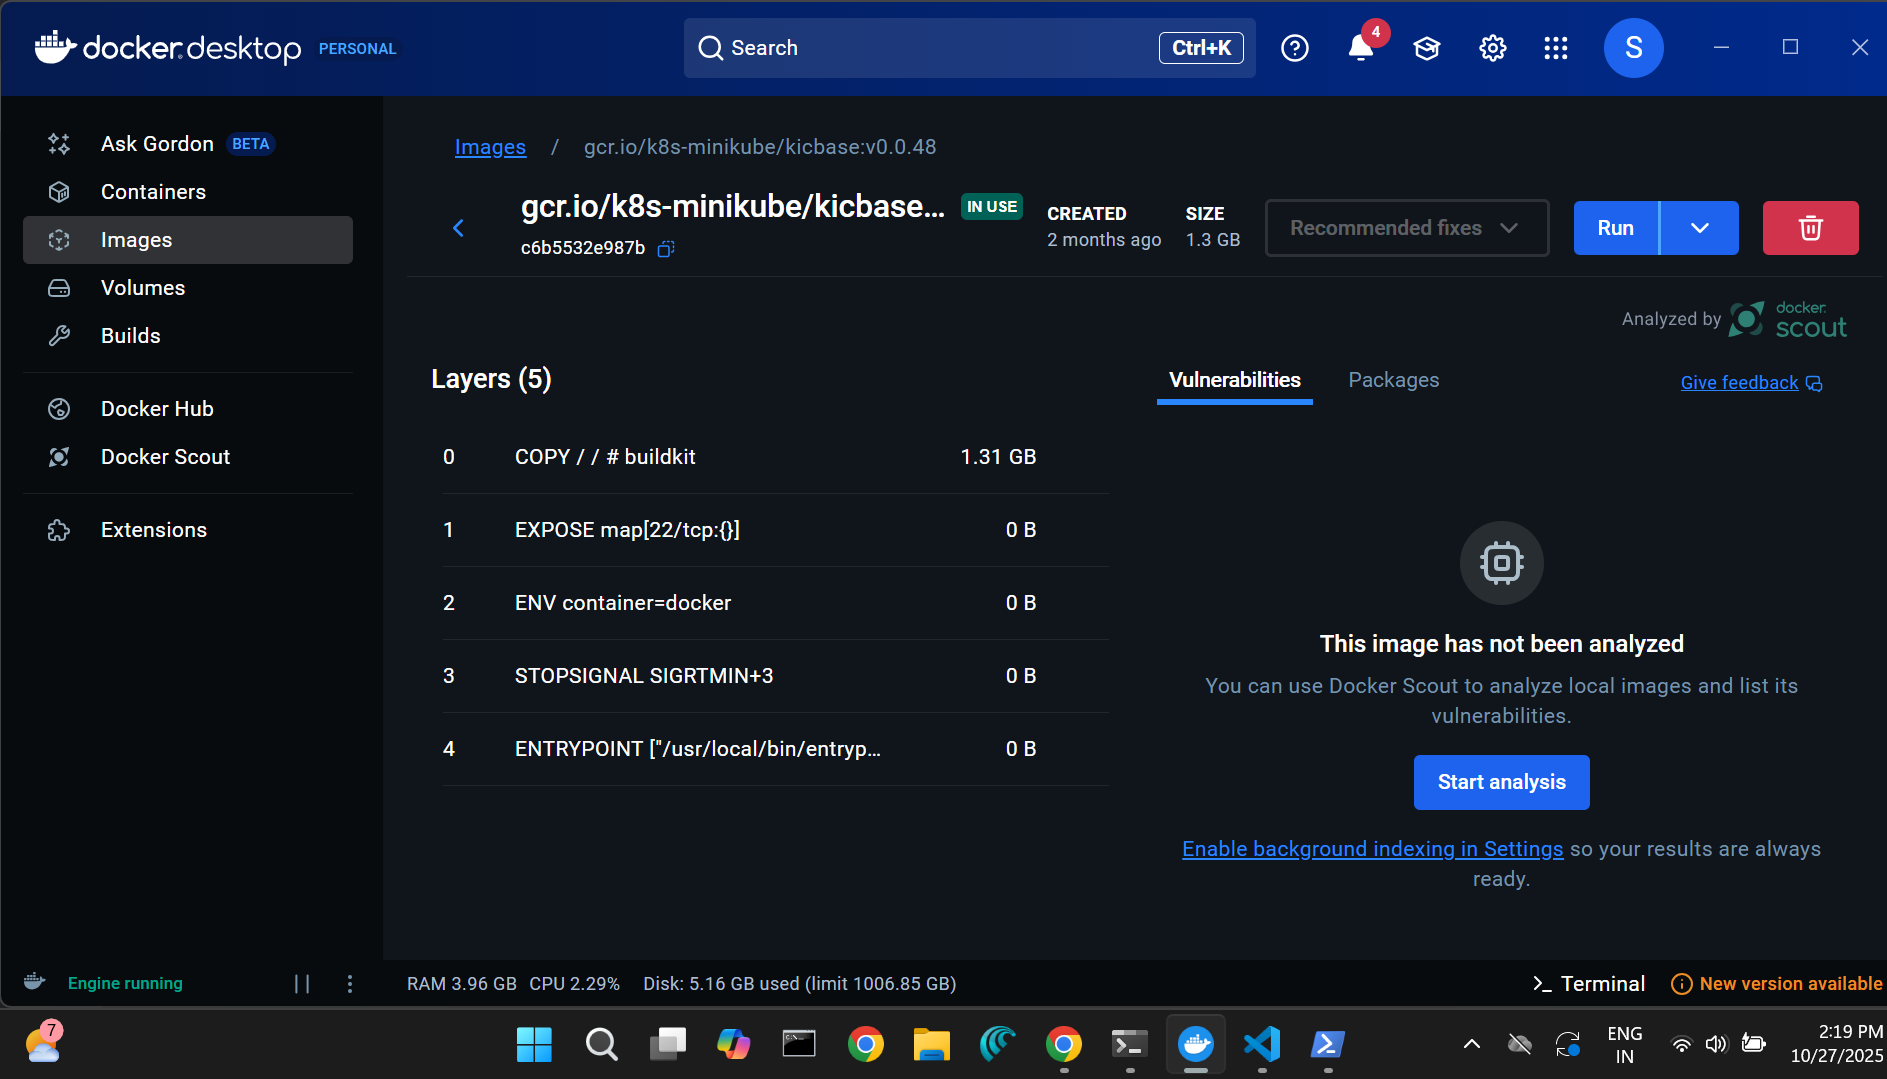 docker.desktop PERSONAL
Search
Ctrl+K
4
S
Ask Gordon BETA
Containers
Images
Volumes
Builds
Docker Hub
Docker Scout
Extensions
Images / gcr.io/k8s-minikube/kicbase:v0.0.48
gcr.io/k8s-minikube/kicbase... IN USE
c6b5532e987b
CREATED
2 months ago
SIZE
1.3 GB
Recommended fixes
Run
Analyzed by docker scout
Layers (5)
0 COPY / / # buildkit 1.31 GB
1 EXPOSE map[22/tcp:{}] 0 B
2 ENV container=docker 0 B
3 STOPSIGNAL SIGRTMIN+3 0 B
4 ENTRYPOINT ["/usr/local/bin/entryp... 0 B
Vulnerabilities
Packages
Give feedback
This image has not been analyzed
You can use Docker Scout to analyze local images and list its
vulnerabilities.
Start analysis
Enable background indexing in Settings so your results are always
ready.
Engine running
RAM 3.96 GB CPU 2.29% Disk: 5.16 GB used (limit 1006.85 GB)
>_ Terminal
New version available
7
ENG
IN
2:19 PM
10/27/2025